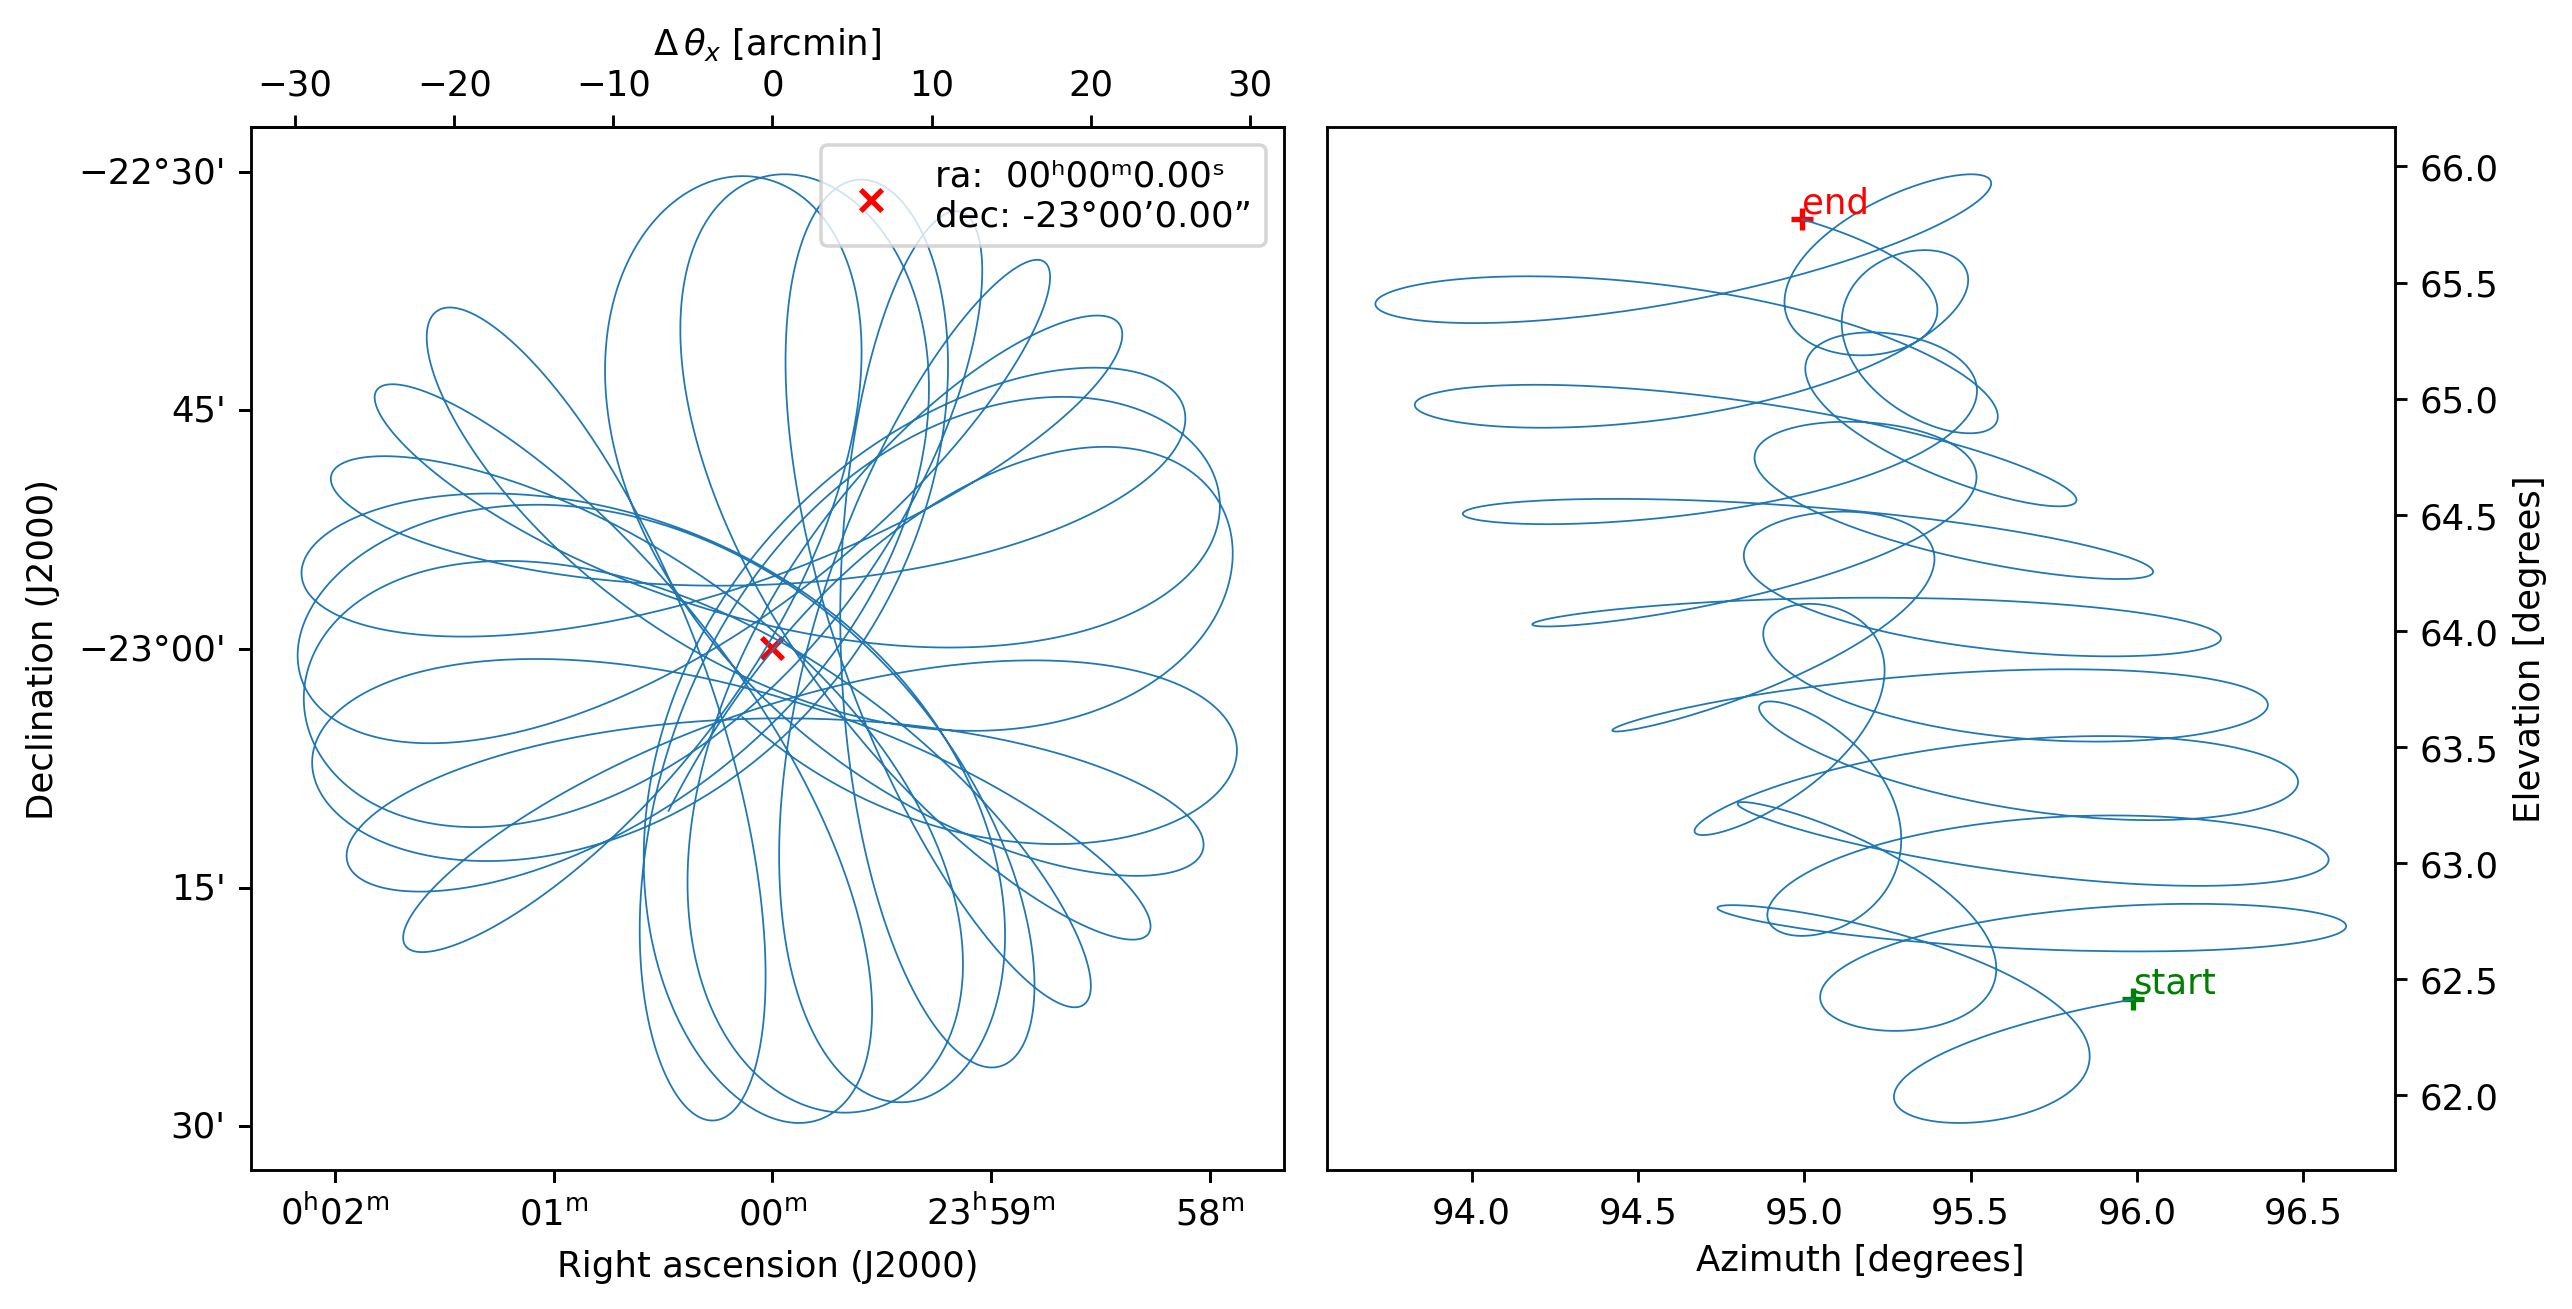 Δ θx [arcmin]
−30 −20 −10 0 10 20 30
ra: 00ʰ00ᵐ0.00ˢ
dec: -23°00’0.00”
−22°30'
45'
−23°00'
15'
30'
Declination (J2000)
0ʰ02ᵐ 01ᵐ 00ᵐ 23ʰ59ᵐ 58ᵐ
Right ascension (J2000)
end
start
66.0
65.5
65.0
64.5
64.0
63.5
63.0
62.5
62.0
Elevation [degrees]
94.0 94.5 95.0 95.5 96.0 96.5
Azimuth [degrees]